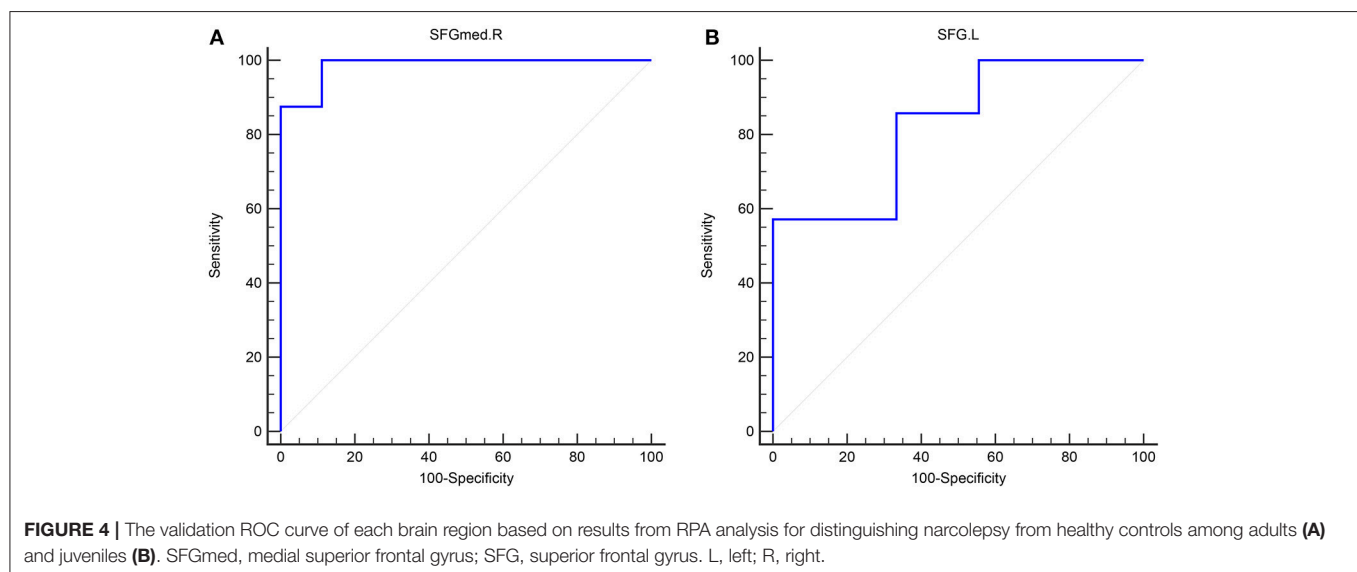 A
SFGmed.R
100
80
60
40
20
0
Sensitivity
0 20 40 60 80 100
100-Specificity
B
SFG.L
100
80
60
40
20
0
Sensitivity
0 20 40 60 80 100
100-Specificity
FIGURE 4 | The validation ROC curve of each brain region based on results from RPA analysis for distinguishing narcolepsy from healthy controls among adults (A)
and juveniles (B). SFGmed, medial superior frontal gyrus; SFG, superior frontal gyrus. L, left; R, right.